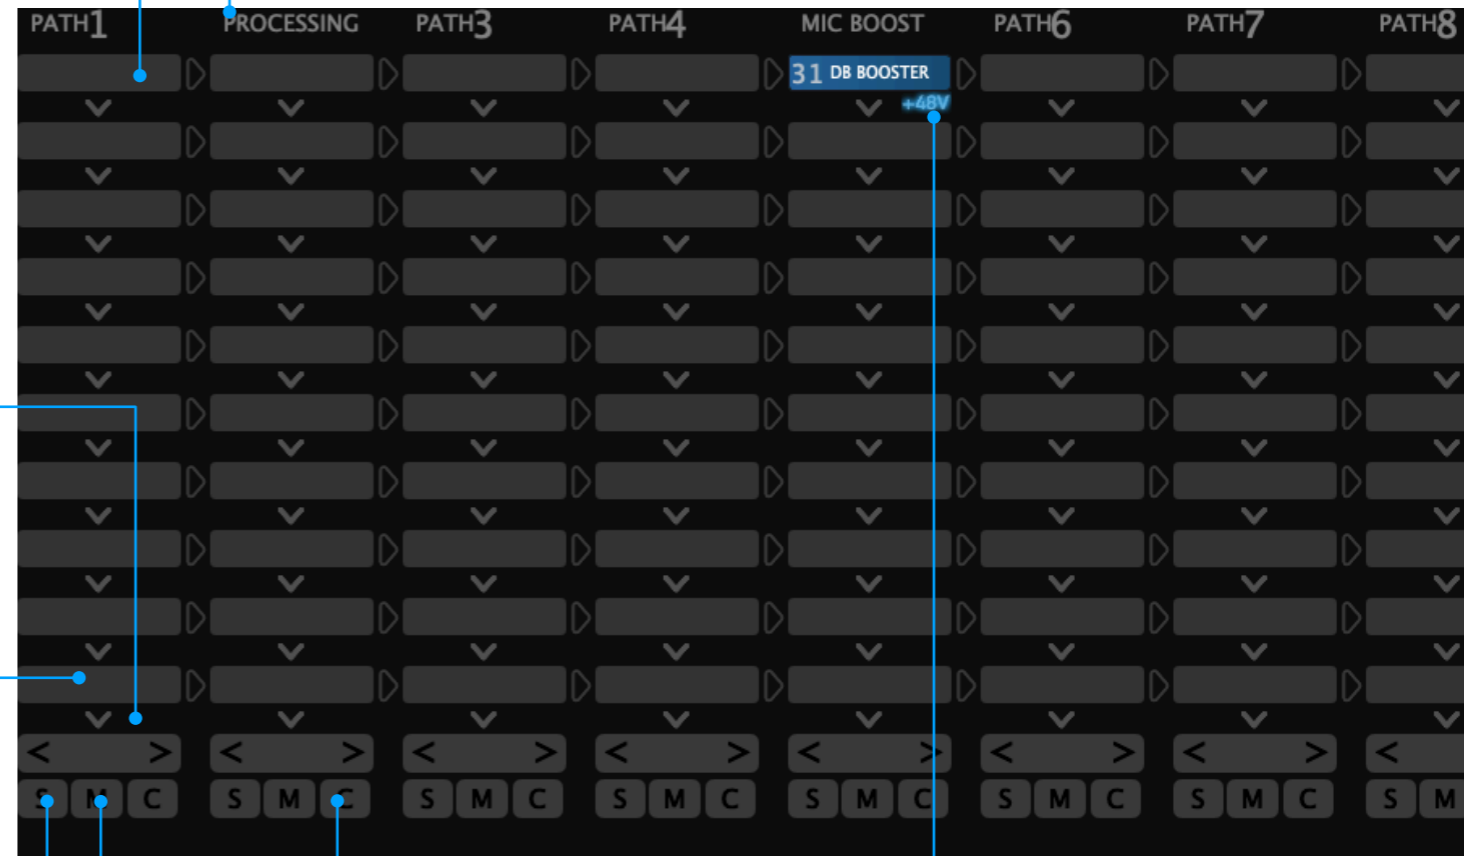 PATH1 PROCESSING PATH3 PATH4 MIC BOOST PATH6 PATH7 PATH8
31 DB BOOSTER
+48V
< > < > < > < > < > < > < > <
S M C S M C S M C S M C S M C S M C S M C S M